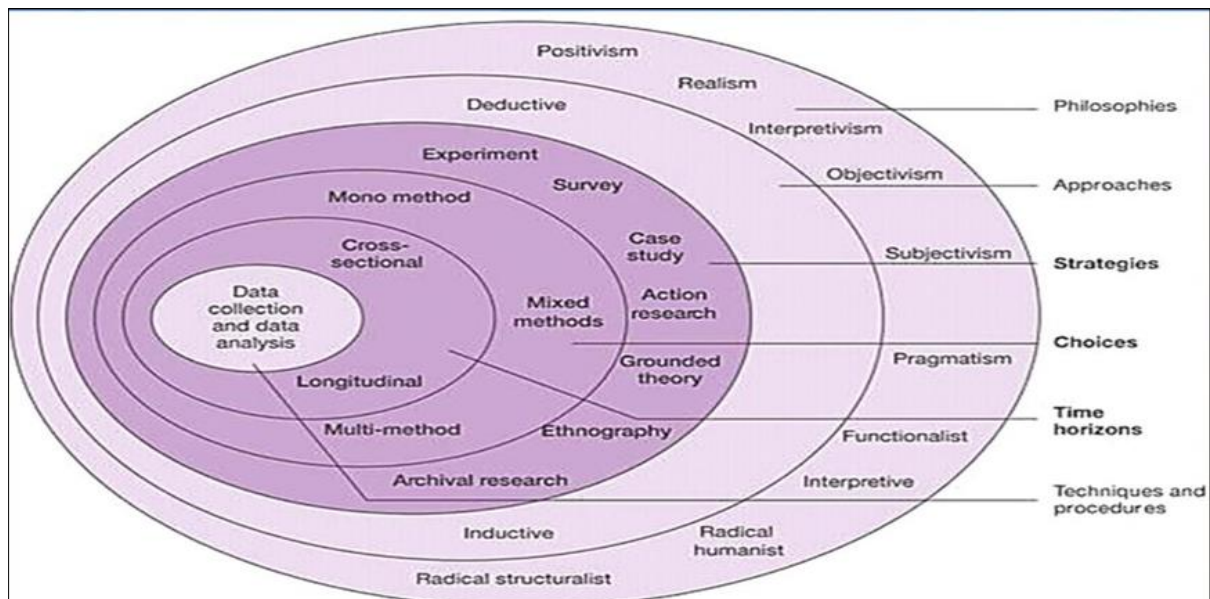 Positivism
Realism
Philosophies
Deductive
Interpretivism
Experiment
Objectivism
Approaches
Survey
Mono method
Case
study
Subjectivism
Strategies
Cross-
sectional
Data
collection
and data
analysis
Mixed
methods
Action
research
Choices
Grounded
theory
Pragmatism
Longitudinal
Time
horizons
Multi-method
Ethnography
Functionalist
Archival research
Interpretive
Techniques and
procedures
Inductive
Radical
humanist
Radical structuralist